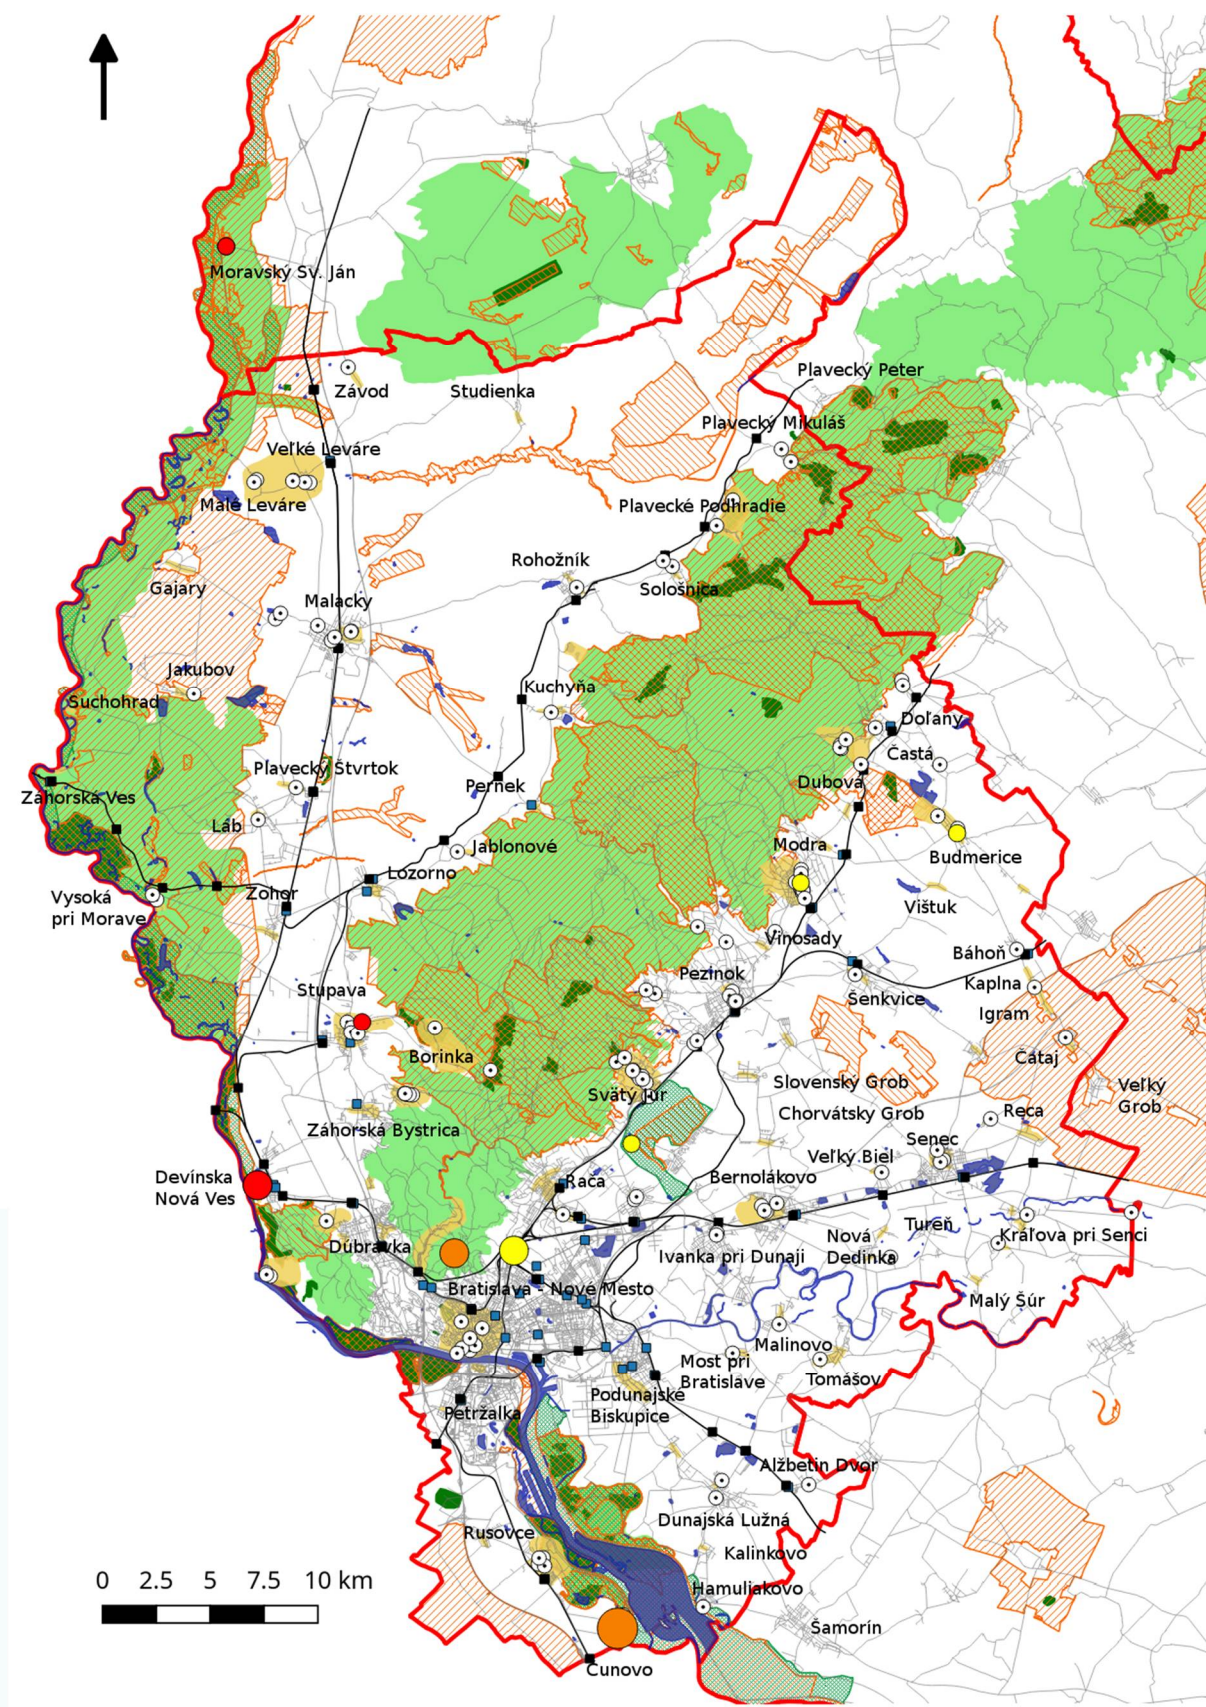 Moravský Sv. Ján
Závod
Studienka
Plavecký Peter
Plavecký Mikuláš
Veľké Leváre
Malé Leváre
Plavecké Podhradie
Rohožník
Sološnica
Gajary
Malacky
Jakubov
Suchohrad
Kuchyňa
Doľany
Častá
Plavecký Štvrtok
Pernek
Dubová
Záhorská Ves
Láb
Jablonové
Modra
Budmerice
Lozorno
Zohor
Vysoká
pri Morave
Vištuk
Vinosady
Báhoň
Pezinok
Kaplna
Stupava
Šenkvice
Igram
Borinka
Čataj
Slovenský Grob
Veľký
Grob
Svätý Jur
Chorvátsky Grob
Reca
Záhorská Bystrica
Senec
Veľký Biel
Devínska
Nová Ves
Rača
Bernolákovo
Tureň
Kráľova pri Senci
Nová
Dedinka
Dúbravka
Ivanka pri Dunaji
Bratislava - Nové Mesto
Malý Šúr
Malinovo
Most pri
Bratislave
Tomášov
Podunajské
Biskupice
Petržalka
Alžbetin Dvor
Dunajská Lužná
Rusovce
Kalinkovo
0 2.5 5 7.5 10 km
Hamuliakovo
Šamorín
Čunovo